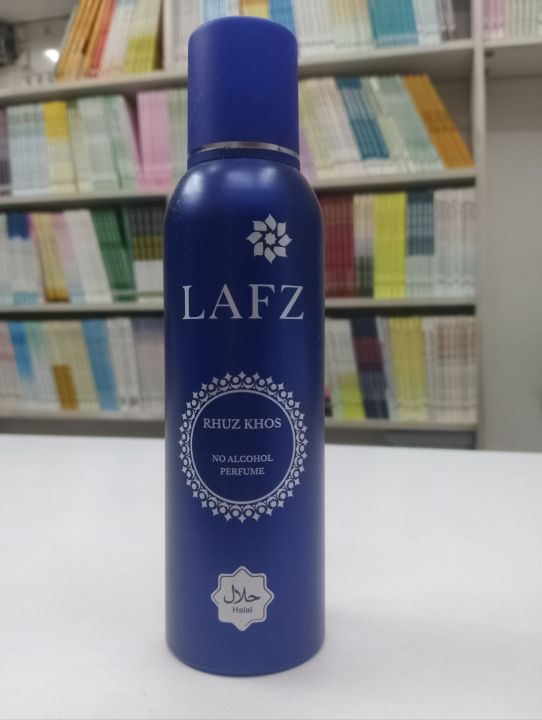 LAFZ
RHUZ KHOS
NO ALCOHOL
PERFUME
حلال
Halal